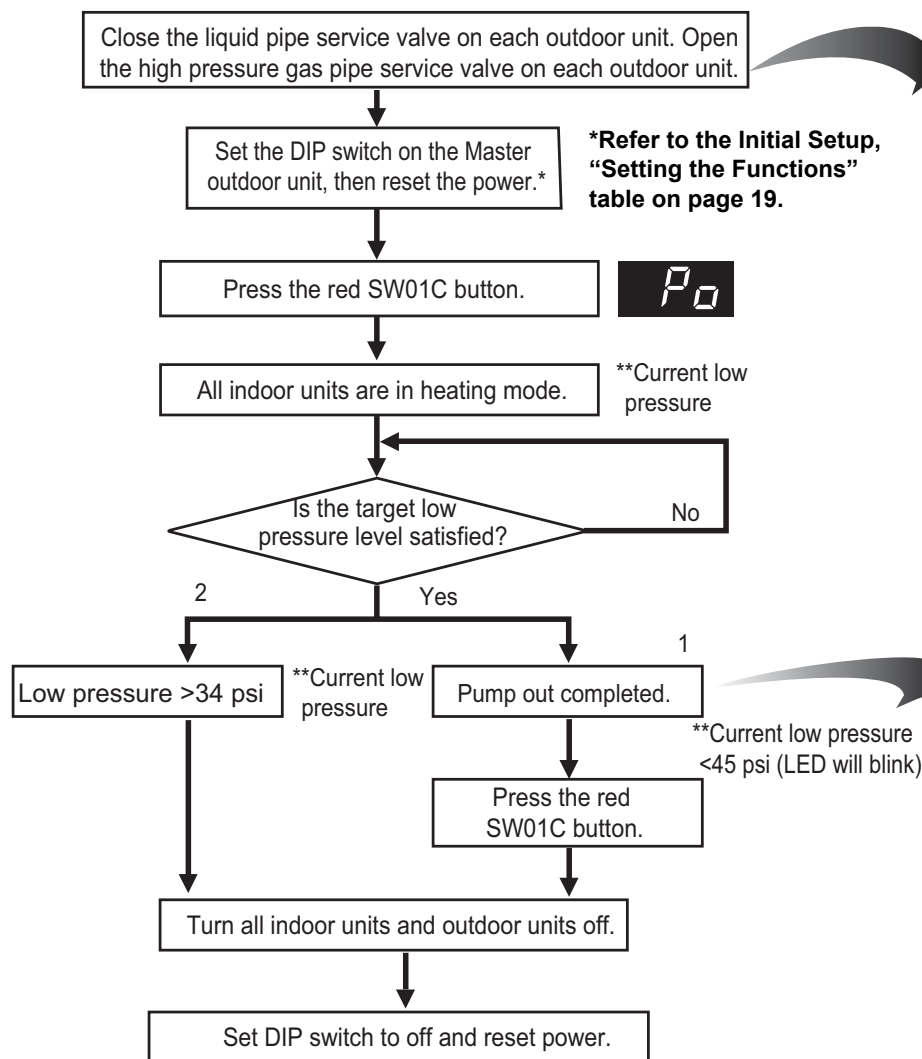 Close the liquid pipe service valve on each outdoor unit. Open
the high pressure gas pipe service valve on each outdoor unit.
Set the DIP switch on the Master
outdoor unit, then reset the power.*
*Refer to the Initial Setup,
“Setting the Functions”
table on page 19.
Press the red SW01C button.
Po
All indoor units are in heating mode.
**Current low
pressure
Is the target low
pressure level satisfied?
No
2
Yes
1
Low pressure >34 psi
**Current low
pressure
Pump out completed.
**Current low pressure
<45 psi (LED will blink)
Press the red
SW01C button.
Turn all indoor units and outdoor units off.
Set DIP switch to off and reset power.